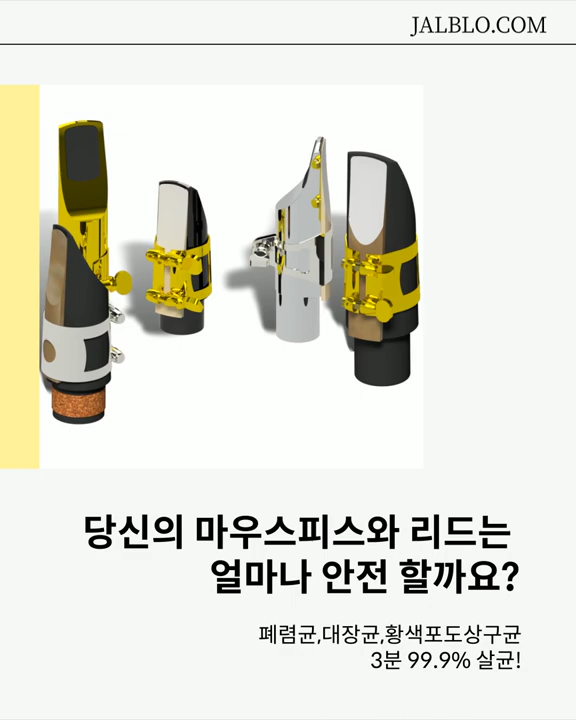 JALBLO.COM
당신의 마우스피스와 리드는
얼마나 안전 할까요?
폐렴균,대장균,황색포도상구균
3분 99.9% 살균!